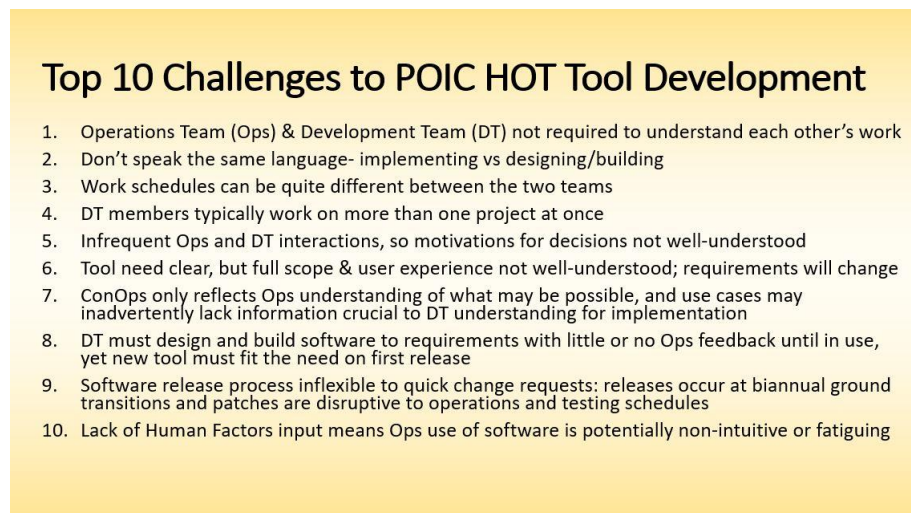 Top 10 Challenges to POIC HOT Tool Development
1. Operations Team (Ops) & Development Team (DT) not required to understand each other's work
2. Don't speak the same language- implementing vs designing/building
3. Work schedules can be quite different between the two teams
4. DT members typically work on more than one project at once
5. Infrequent Ops and DT interactions, so motivations for decisions not well-understood
6. Tool need clear, but full scope & user experience not well-understood; requirements will change
7. ConOps only reflects Ops understanding of what may be possible, and use cases may
inadvertently lack information crucial to DT understanding for implementation
8. DT must design and build software to requirements with little or no Ops feedback until in use,
yet new tool must fit the need on first release
9. Software release process inflexible to quick change requests: releases occur at biannual ground
transitions and patches are disruptive to operations and testing schedules
10. Lack of Human Factors input means Ops use of software is potentially non-intuitive or fatiguing